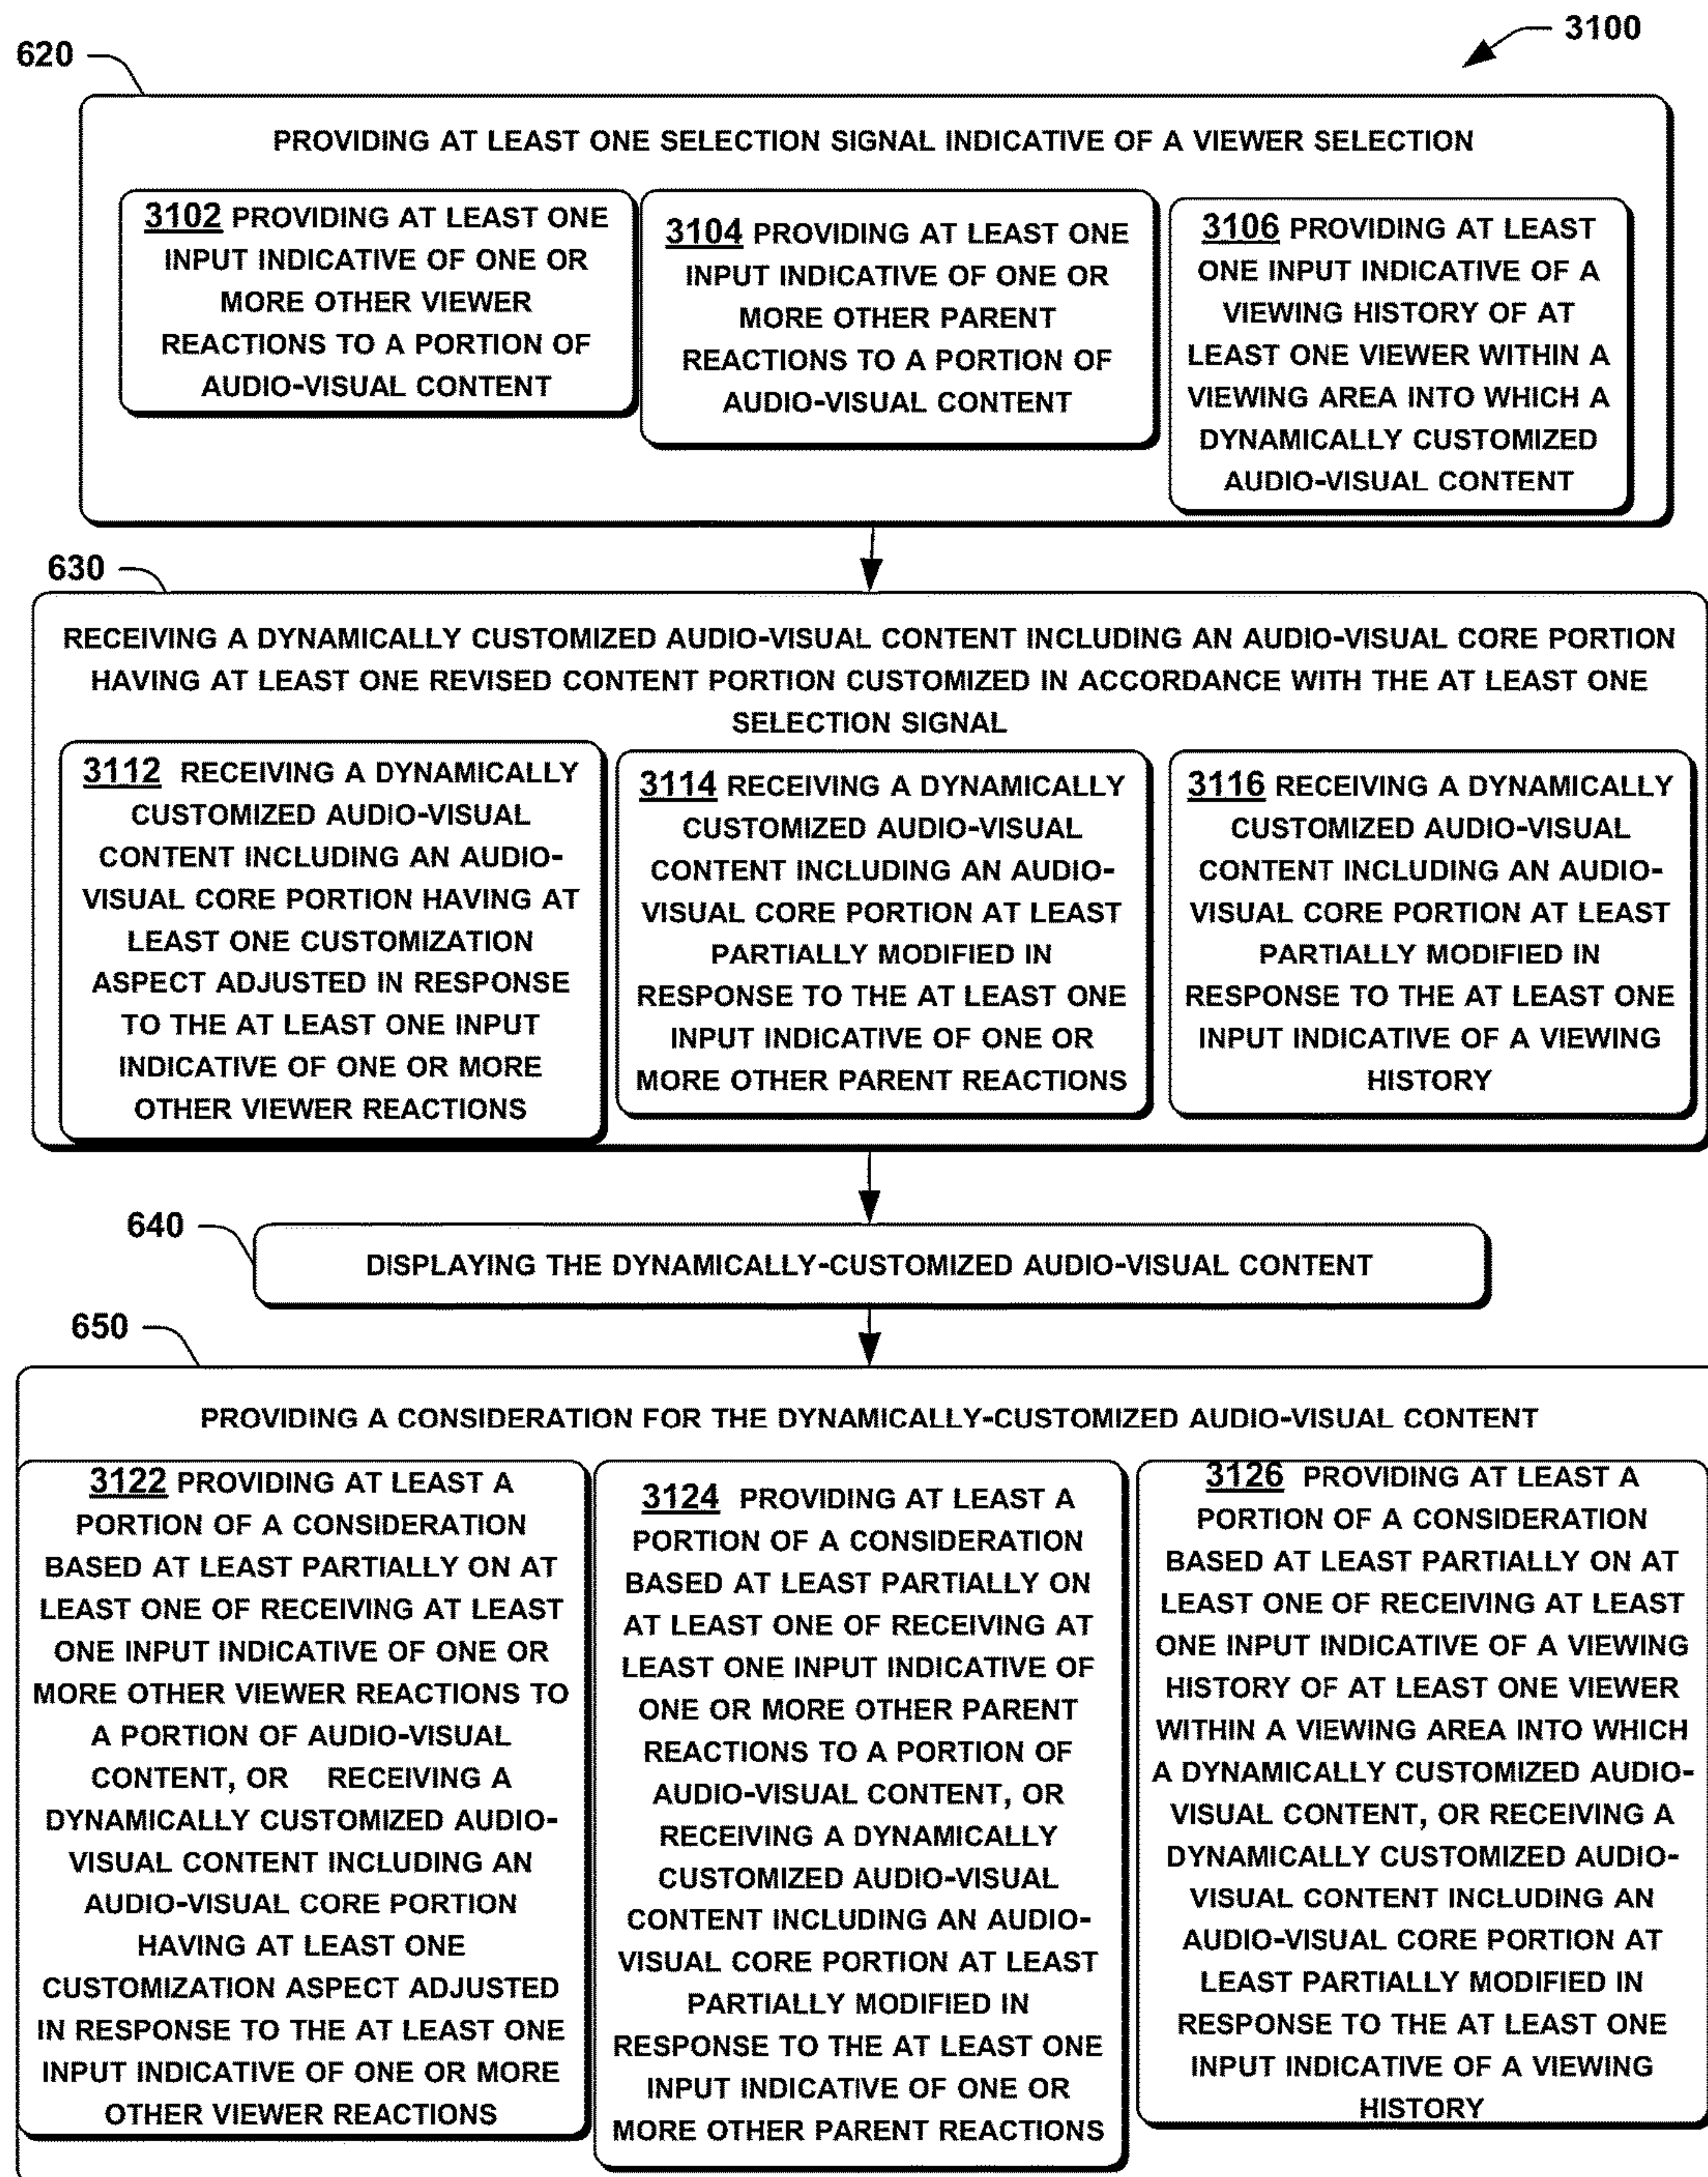 3100
620
PROVIDING AT LEAST ONE SELECTION SIGNAL INDICATIVE OF A VIEWER SELECTION
3102 PROVIDING AT LEAST ONE
INPUT INDICATIVE OF ONE OR
MORE OTHER VIEWER
REACTIONS TO A PORTION OF
AUDIO-VISUAL CONTENT
3104 PROVIDING AT LEAST ONE
INPUT INDICATIVE OF ONE OR
MORE OTHER PARENT
REACTIONS TO A PORTION OF
AUDIO-VISUAL CONTENT
3106 PROVIDING AT LEAST
ONE INPUT INDICATIVE OF A
VIEWING HISTORY OF AT
LEAST ONE VIEWER WITHIN A
VIEWING AREA INTO WHICH A
DYNAMICALLY CUSTOMIZED
AUDIO-VISUAL CONTENT
630
RECEIVING A DYNAMICALLY CUSTOMIZED AUDIO-VISUAL CONTENT INCLUDING AN AUDIO-VISUAL CORE PORTION
HAVING AT LEAST ONE REVISED CONTENT PORTION CUSTOMIZED IN ACCORDANCE WITH THE AT LEAST ONE
SELECTION SIGNAL
3112 RECEIVING A DYNAMICALLY
CUSTOMIZED AUDIO-VISUAL
CONTENT INCLUDING AN AUDIO-
VISUAL CORE PORTION HAVING AT
LEAST ONE CUSTOMIZATION
ASPECT ADJUSTED IN RESPONSE
TO THE AT LEAST ONE INPUT
INDICATIVE OF ONE OR MORE
OTHER VIEWER REACTIONS
3114 RECEIVING A DYNAMICALLY
CUSTOMIZED AUDIO-VISUAL
CONTENT INCLUDING AN AUDIO-
VISUAL CORE PORTION AT LEAST
PARTIALLY MODIFIED IN
RESPONSE TO THE AT LEAST ONE
INPUT INDICATIVE OF ONE OR
MORE OTHER PARENT REACTIONS
3116 RECEIVING A DYNAMICALLY
CUSTOMIZED AUDIO-VISUAL
CONTENT INCLUDING AN AUDIO-
VISUAL CORE PORTION AT LEAST
PARTIALLY MODIFIED IN
RESPONSE TO THE AT LEAST ONE
INPUT INDICATIVE OF A VIEWING
HISTORY
640
DISPLAYING THE DYNAMICALLY-CUSTOMIZED AUDIO-VISUAL CONTENT
650
PROVIDING A CONSIDERATION FOR THE DYNAMICALLY-CUSTOMIZED AUDIO-VISUAL CONTENT
3122 PROVIDING AT LEAST A
PORTION OF A CONSIDERATION
BASED AT LEAST PARTIALLY ON AT
LEAST ONE OF RECEIVING AT LEAST
ONE INPUT INDICATIVE OF ONE OR
MORE OTHER VIEWER REACTIONS TO
A PORTION OF AUDIO-VISUAL
CONTENT, OR RECEIVING A
DYNAMICALLY CUSTOMIZED AUDIO-
VISUAL CONTENT INCLUDING AN
AUDIO-VISUAL CORE PORTION
HAVING AT LEAST ONE
CUSTOMIZATION ASPECT ADJUSTED
IN RESPONSE TO THE AT LEAST ONE
INPUT INDICATIVE OF ONE OR MORE
OTHER VIEWER REACTIONS
3124 PROVIDING AT LEAST A
PORTION OF A CONSIDERATION
BASED AT LEAST PARTIALLY ON
AT LEAST ONE OF RECEIVING AT
LEAST ONE INPUT INDICATIVE OF
ONE OR MORE OTHER PARENT
REACTIONS TO A PORTION OF
AUDIO-VISUAL CONTENT, OR
RECEIVING A DYNAMICALLY
CUSTOMIZED AUDIO-VISUAL
CONTENT INCLUDING AN AUDIO-
VISUAL CORE PORTION AT LEAST
PARTIALLY MODIFIED IN
RESPONSE TO THE AT LEAST ONE
INPUT INDICATIVE OF ONE OR
MORE OTHER PARENT REACTIONS
3126 PROVIDING AT LEAST A
PORTION OF A CONSIDERATION
BASED AT LEAST PARTIALLY ON AT
LEAST ONE OF RECEIVING AT LEAST
ONE INPUT INDICATIVE OF A VIEWING
HISTORY OF AT LEAST ONE VIEWER
WITHIN A VIEWING AREA INTO WHICH
A DYNAMICALLY CUSTOMIZED AUDIO-
VISUAL CONTENT, OR RECEIVING A
DYNAMICALLY CUSTOMIZED AUDIO-
VISUAL CONTENT INCLUDING AN
AUDIO-VISUAL CORE PORTION AT
LEAST PARTIALLY MODIFIED IN
RESPONSE TO THE AT LEAST ONE
INPUT INDICATIVE OF A VIEWING
HISTORY